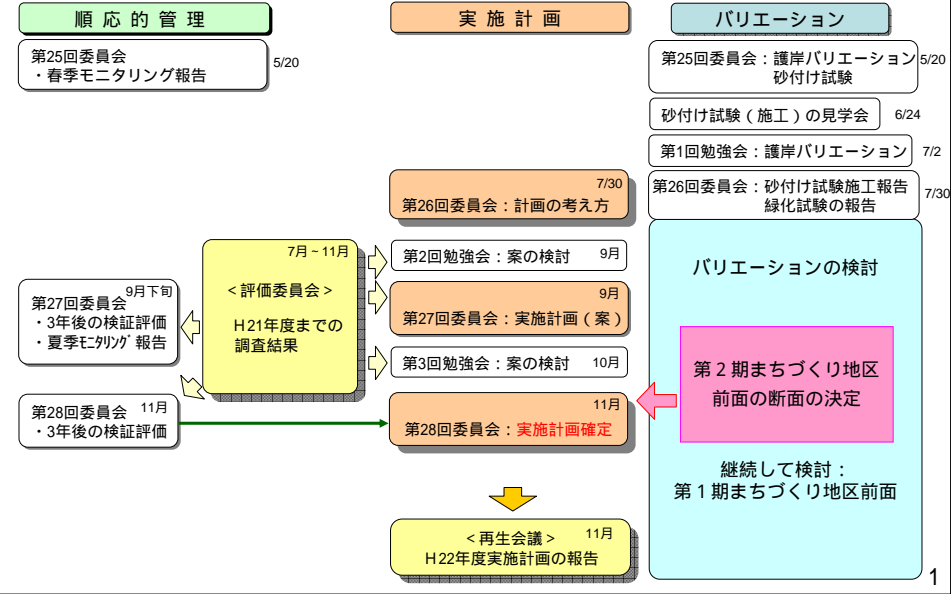 順応的管理
第25回委員会
・春季モニタリング報告
5/20
7月~11月
<評価委員会>
H21年度までの
調査結果
9月下旬
第27回委員会
・3年後の検証評価
・夏季ﾓﾆﾀﾘﾝｸﾞ報告
第28回委員会 11月
・3年後の検証評価
実施計画
7/30
第26回委員会：計画の考え方
第2回勉強会：案の検討 9月
9月
第27回委員会：実施計画（案）
第3回勉強会：案の検討 10月
11月
第28回委員会：実施計画確定
<再生会議> 11月
H22年度実施計画の報告
バリエーション
第25回委員会：護岸バリエーション 5/20
砂付け試験
砂付け試験（施工）の見学会 6/24
第1回勉強会：護岸バリエーション 7/2
第26回委員会：砂付け試験施工報告 7/30
緑化試験の報告
バリエーションの検討
第２期まちづくり地区
前面の断面の決定
継続して検討：
第１期まちづくり地区前面
1